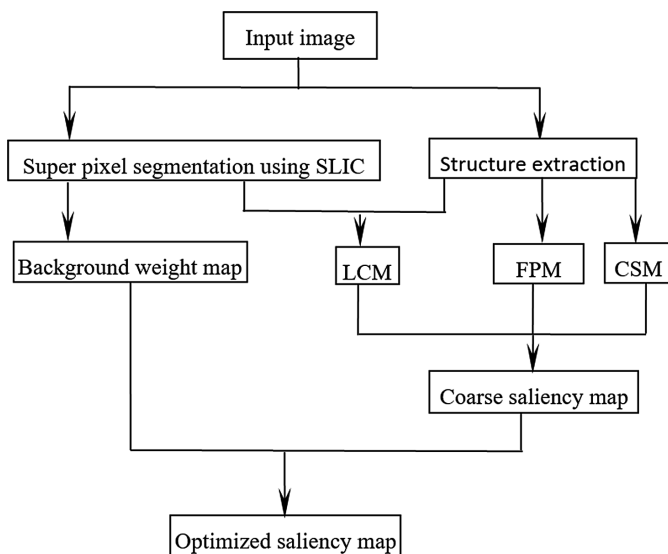 Input image
Super pixel segmentation using SLIC
Structure extraction
Background weight map
LCM
FPM
CSM
Coarse saliency map
Optimized saliency map